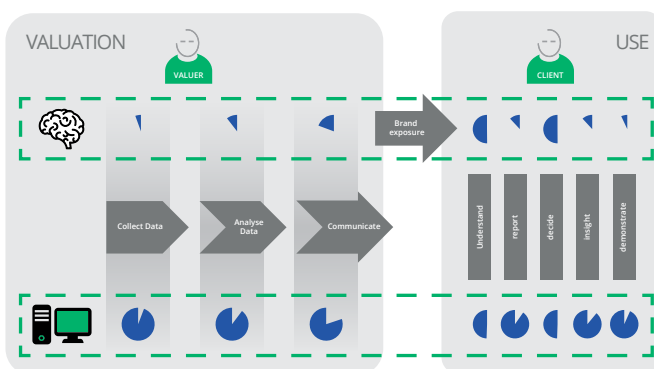 VALUATION
USE
VALUER
CLIENT
Brand
exposure
Collect Data
Analyse
Data
Communicate
Understand
report
decide
insight
demonstrate